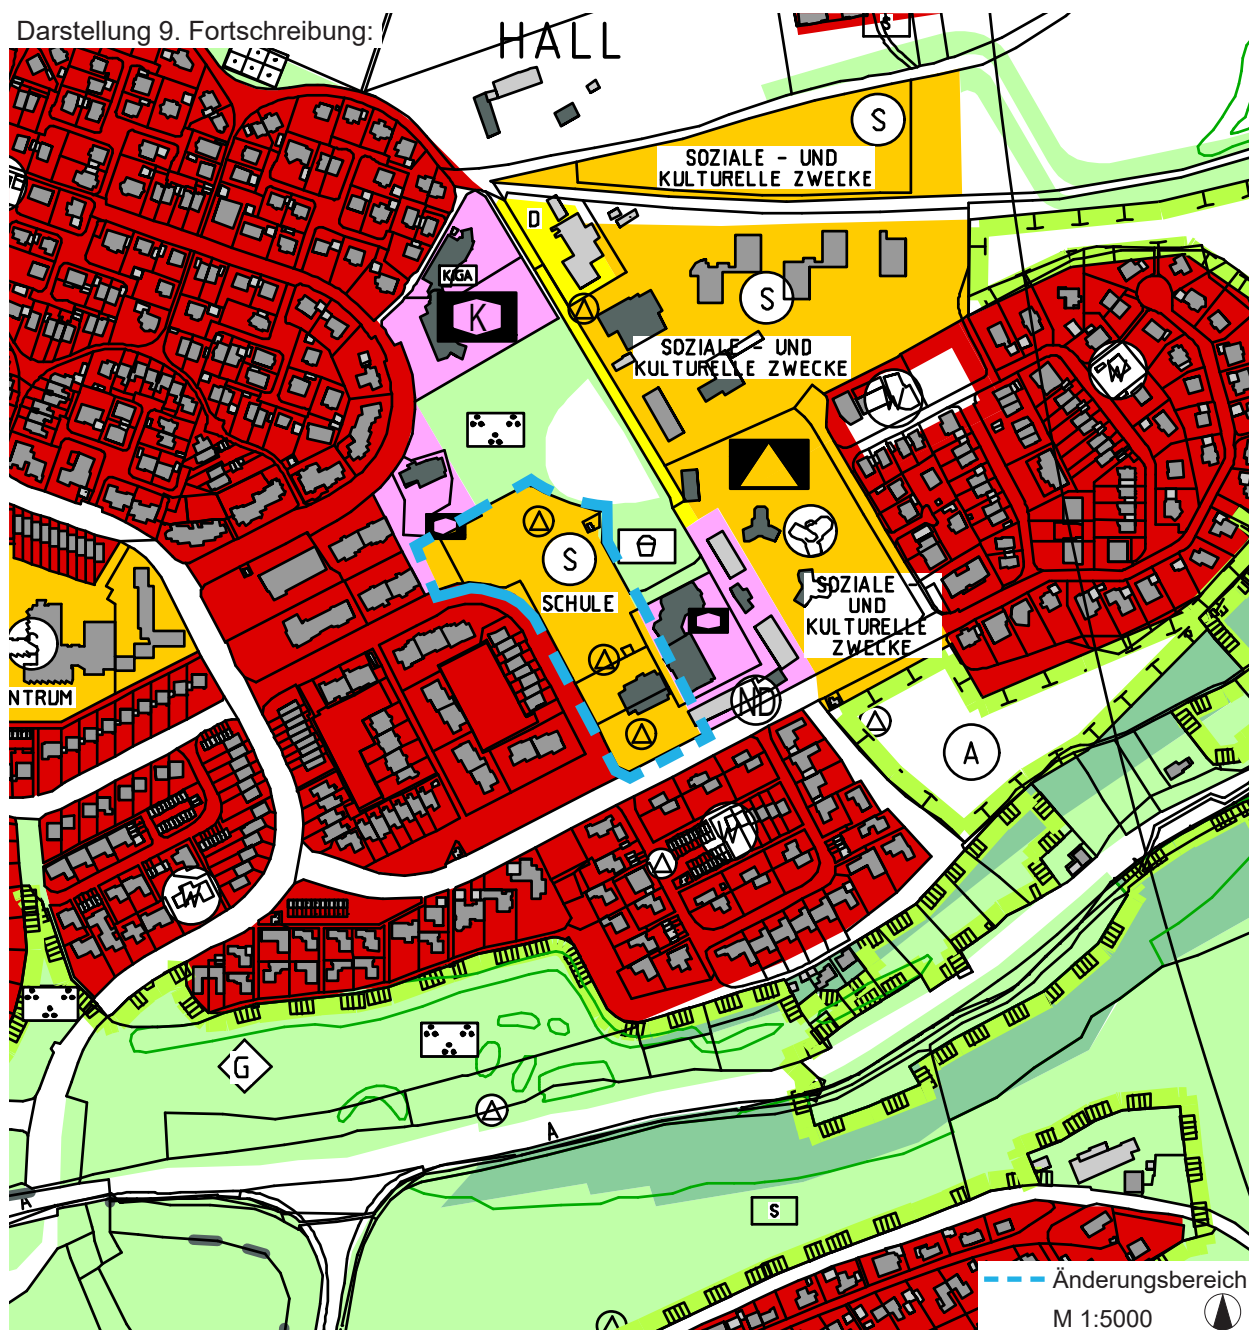 Darstellung 9. Fortschreibung:
HALL
S
S
SOZIALE - UND
KULTURELLE ZWECKE
D
KIGA
K
S
SOZIALE - UND
KULTURELLE ZWECKE
W
W
S
SCHULE
SOZIALE -
UND
KULTURELLE
ZWECKE
NTRUM
ND
A
W
W
G
A
A
S
Änderungsbereich
M 1:5000